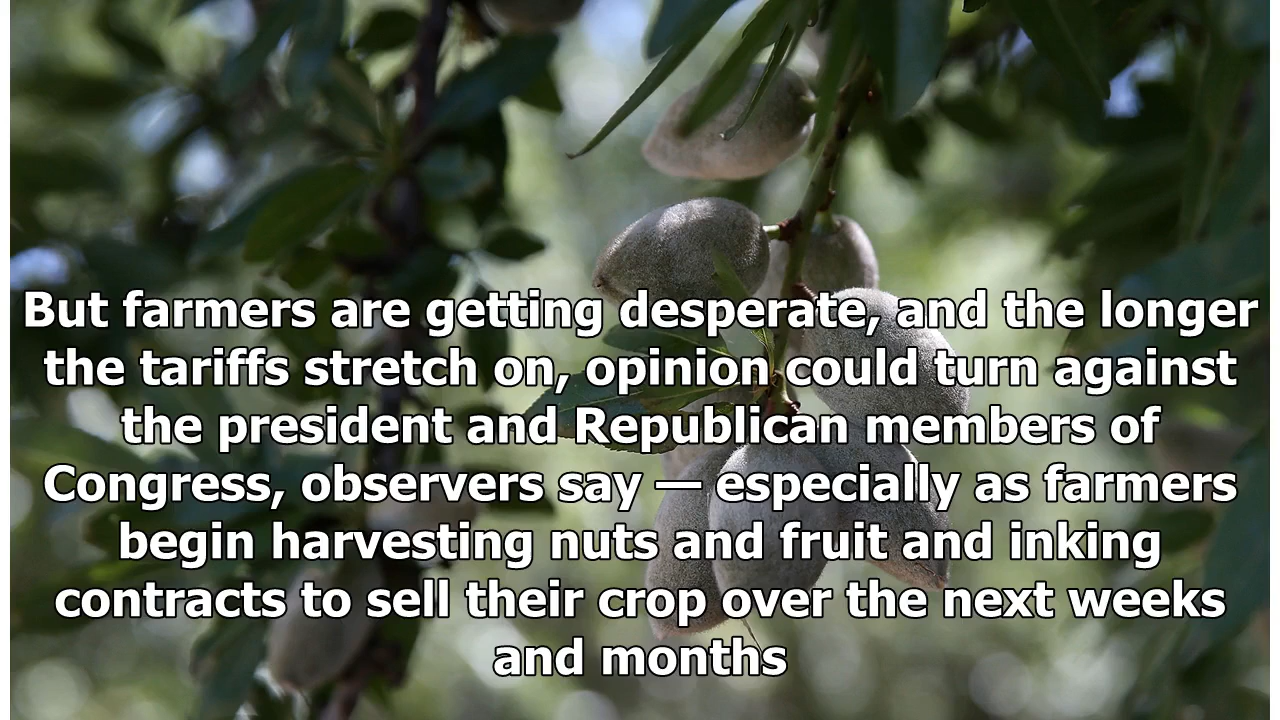 But farmers are getting desperate, and the longer
the tariffs stretch on, opinion could turn against
the president and Republican members of
Congress, observers say — especially as farmers
begin harvesting nuts and fruit and inking
contracts to sell their crop over the next weeks
and months